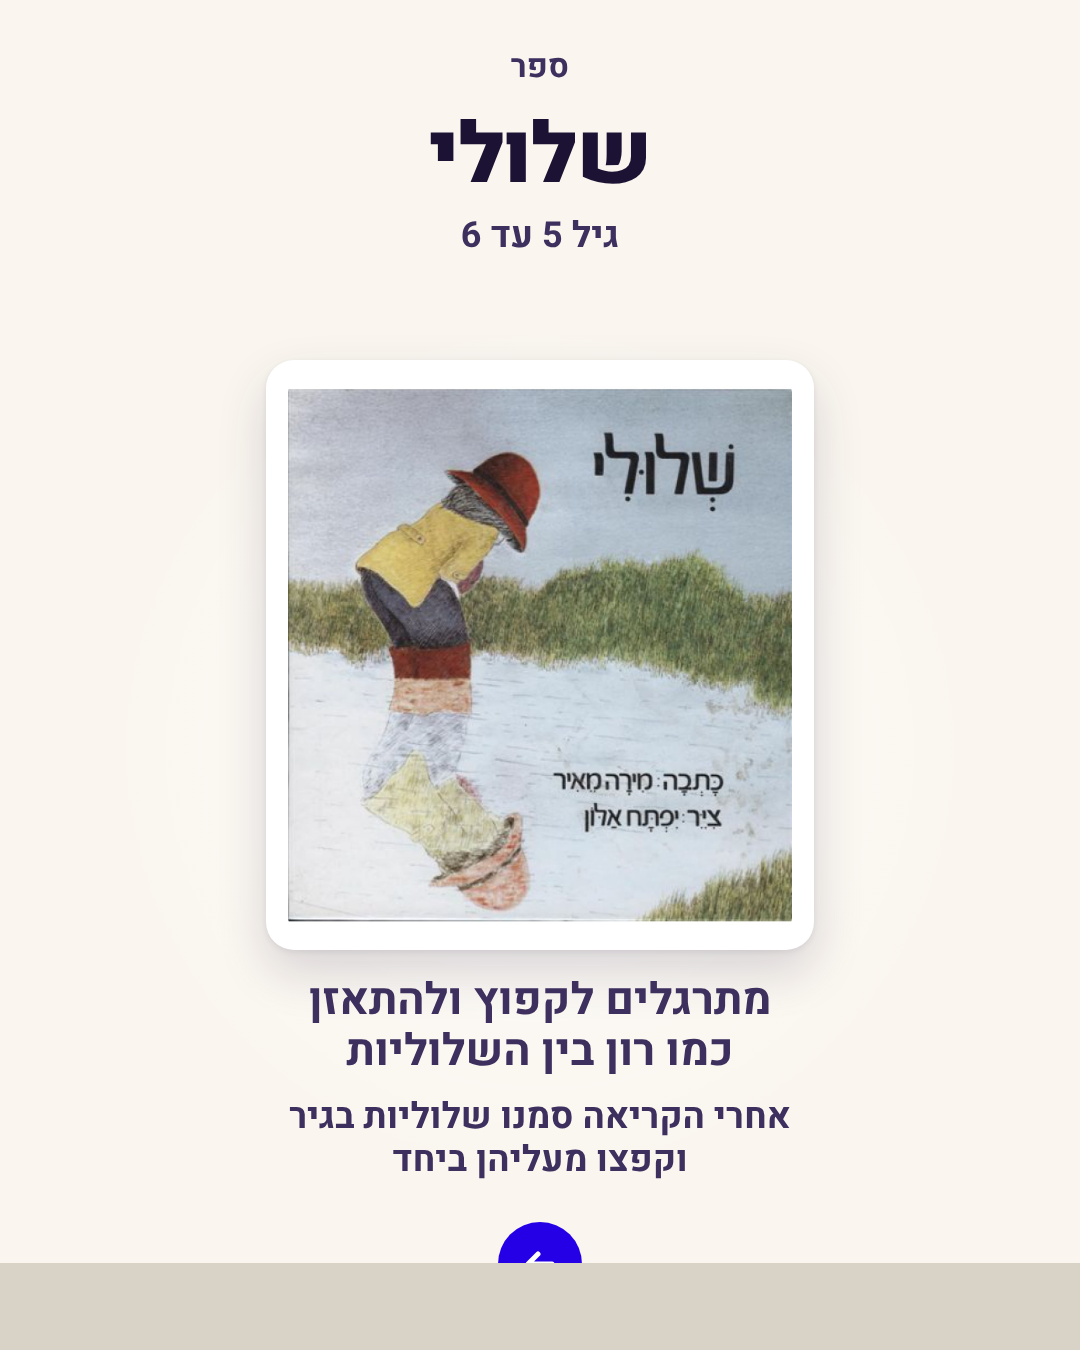 ספר
שלולי
גיל 5 עד 6
שְׁלוּלִי
כָּתְבָה: מִירָה מֵאִיר
צִיֵּר: יִפְתָּח אַלּוֹן
מתרגלים לקפוץ ולהתאזן
כמו רון בין השלוליות
אחרי הקריאה סמנו שלוליות בגיר
וקפצו מעליהן ביחד